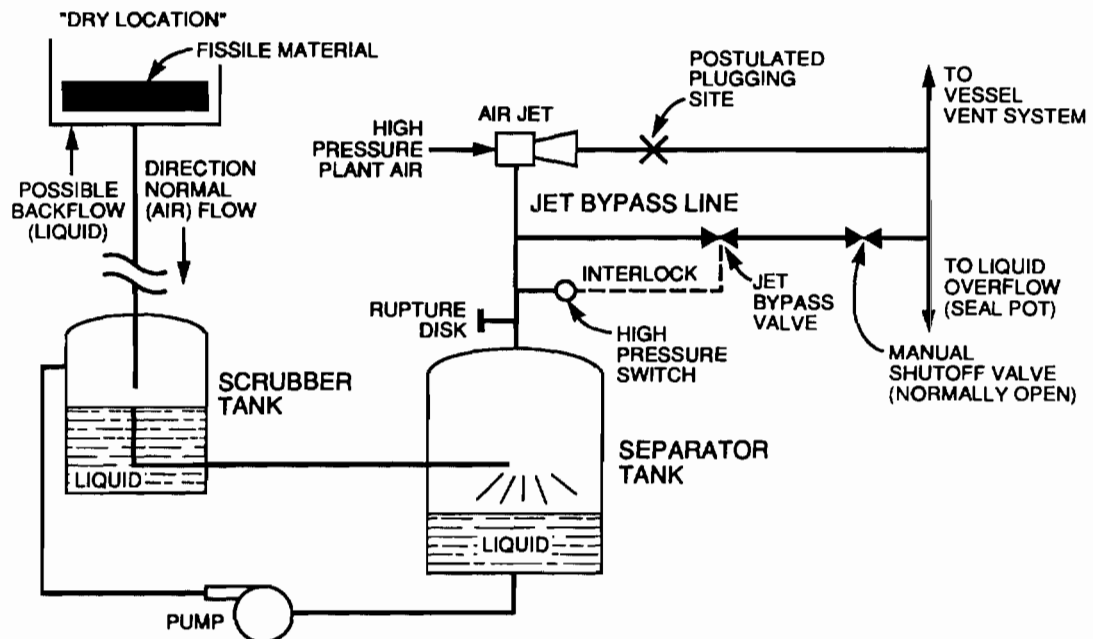 "DRY LOCATION"
FISSILE MATERIAL
POSTULATED
PLUGGING
SITE
TO
VESSEL
VENT SYSTEM
AIR JET
HIGH
PRESSURE
PLANT AIR
POSSIBLE
BACKFLOW
(LIQUID)
DIRECTION
NORMAL
(AIR) FLOW
JET BYPASS LINE
INTERLOCK
JET
BYPASS
VALVE
TO LIQUID
OVERFLOW
(SEAL POT)
RUPTURE
DISK
HIGH
PRESSURE
SWITCH
MANUAL
SHUTOFF VALVE
(NORMALLY OPEN)
SCRUBBER
TANK
SEPARATOR
TANK
LIQUID
LIQUID
PUMP